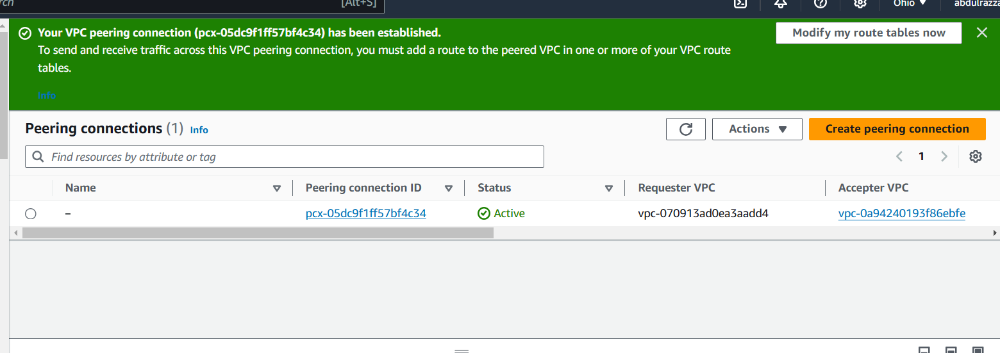 [Alt+S]
Ohio
Your VPC peering connection (pcx-05dc9f1ff57bf4c34) has been established.
Modify my route tables now
To send and receive traffic across this VPC peering connection, you must add a route to the peered VPC in one or more of your VPC route
tables.
Info
Peering connections (1) Info
Actions
Create peering connection
Find resources by attribute or tag
1
Name
Peering connection ID
Status
Requester VPC
Accepter VPC
–
pcx-05dc9f1ff57bf4c34
Active
vpc-070913ad0ea3aadd4
vpc-0a94240193f86ebfe